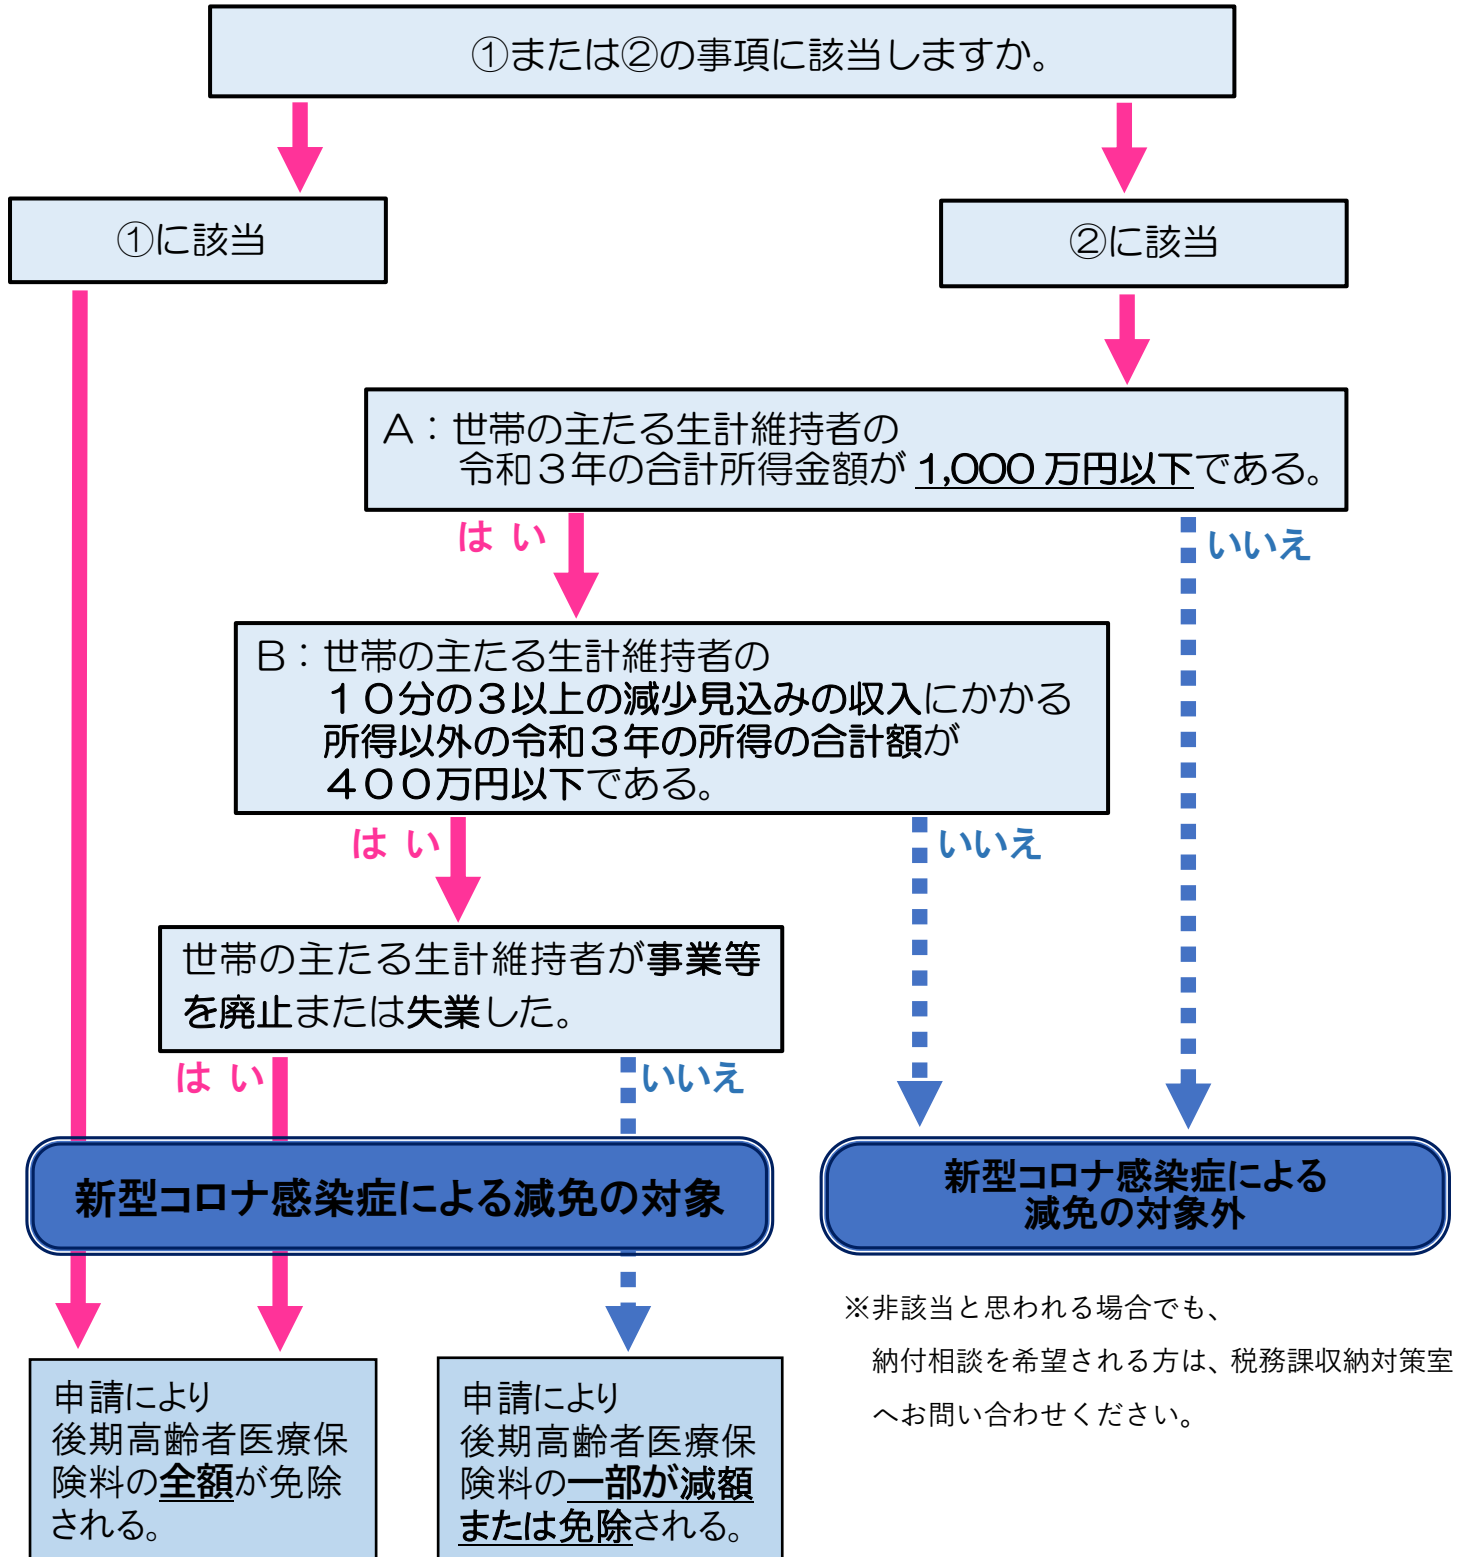 ①または②の事項に該当しますか。
①に該当
②に該当
A：世帯の主たる生計維持者の
令和３年の合計所得金額が 1,000 万円以下である。
は い
いいえ
B：世帯の主たる生計維持者の
１０分の３以上の減少見込みの収入にかかる
所得以外の令和３年の所得の合計額が
４００万円以下である。
は い
いいえ
世帯の主たる生計維持者が事業等
を廃止または失業した。
は い
いいえ
新型コロナ感染症による減免の対象
新型コロナ感染症による
減免の対象外
※非該当と思われる場合でも、
納付相談を希望される方は、税務課収納対策室
へお問い合わせください。
申請により
後期高齢者医療保
険料の全額が免除
される。
申請により
後期高齢者医療保
険料の一部が減額
または免除される。